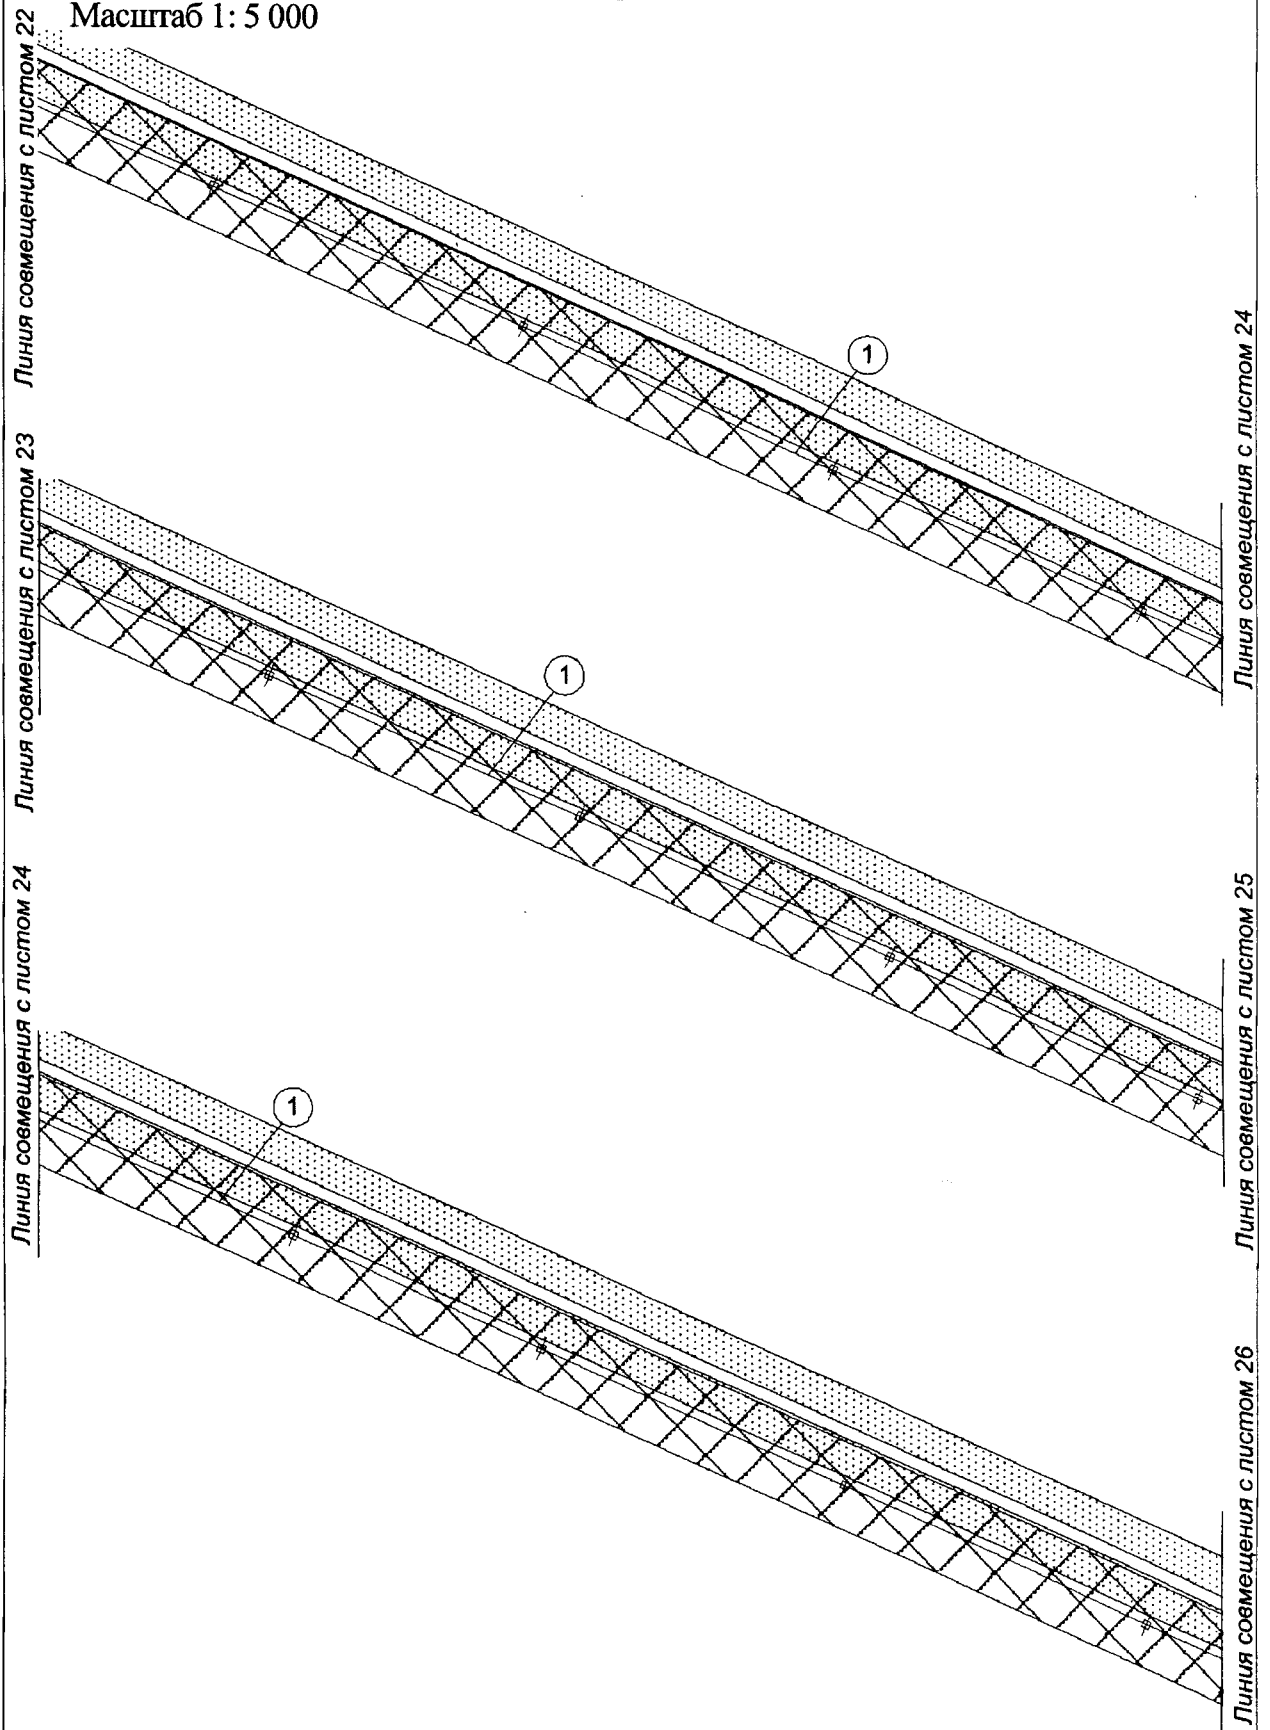 Масштаб 1: 5 000
Линия совмещения с листом 22
1
Линия совмещения с листом 24
Линия совмещения с листом 23
1
Линия совмещения с листом 25
Линия совмещения с листом 24
1
Линия совмещения с листом 26